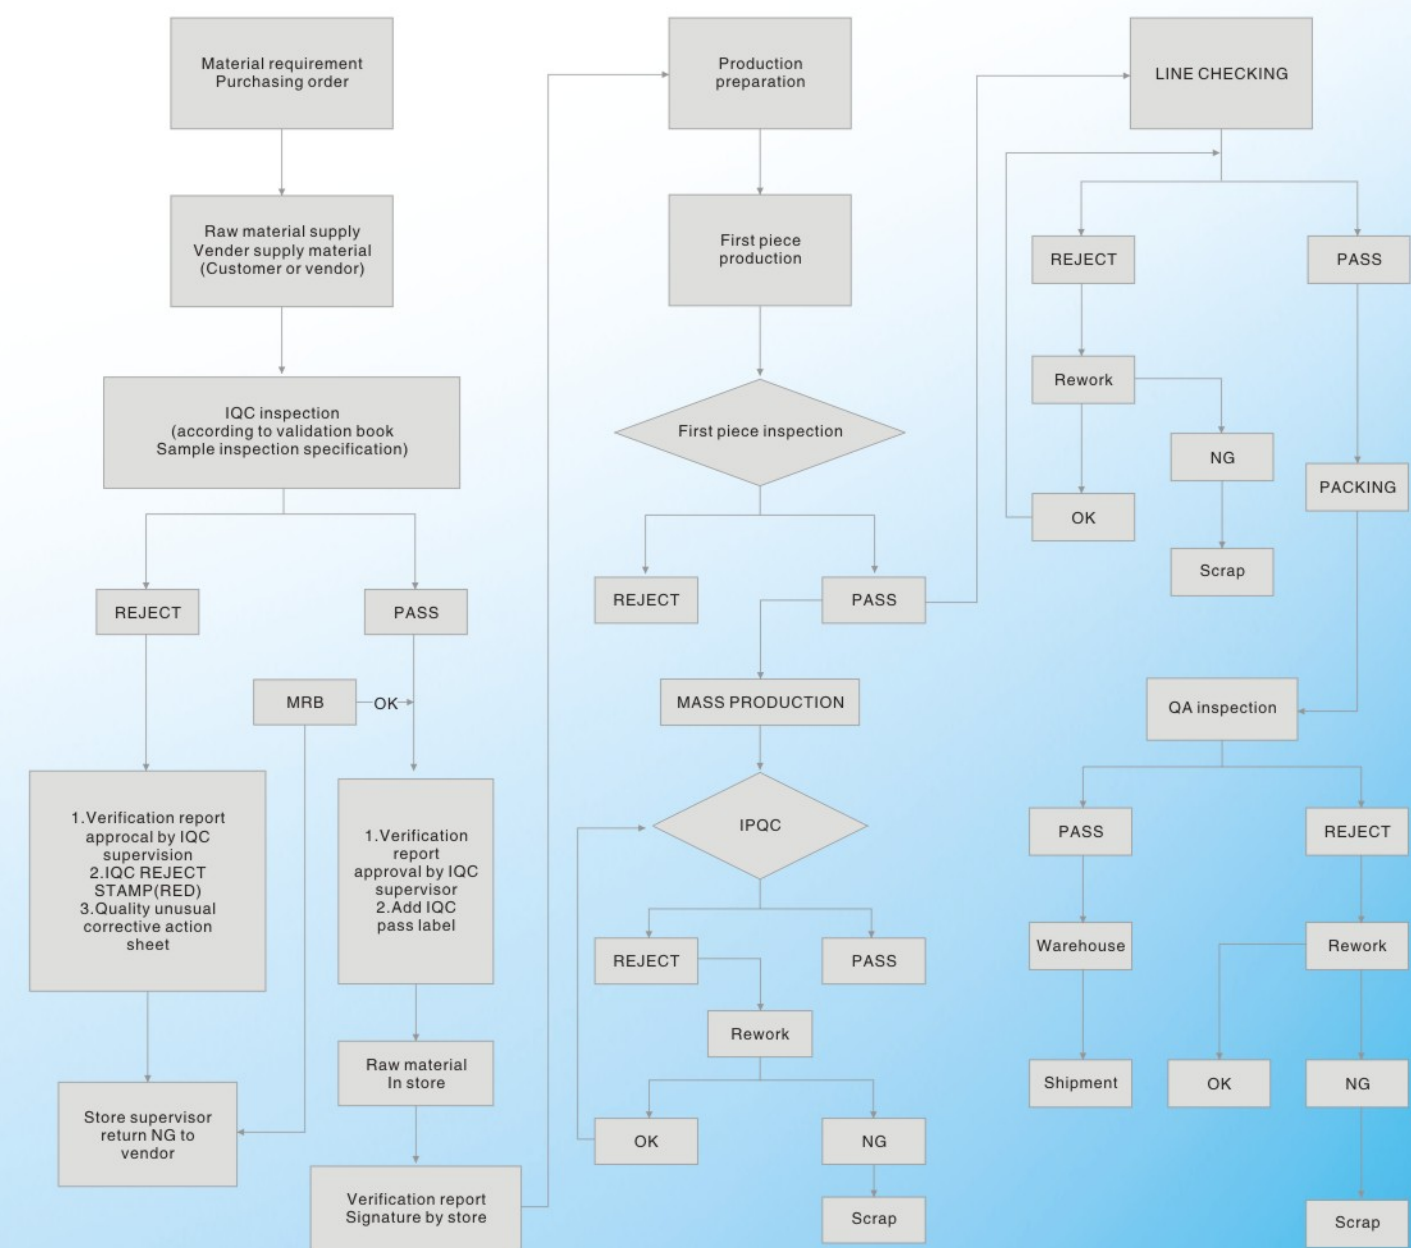 Material requirement
Purchasing order
Raw material supply
Vender supply material
(Customer or vendor)
IQC inspection
(according to validation book
Sample inspection specification)
REJECT
PASS
MRB
OK
1.Verification report
approcal by IQC
supervision
2.IQC REJECT
STAMP(RED)
3.Quality unusual
corrective action
sheet
1.Verification
report
approval by IQC
supervisor
2.Add IQC
pass label
Raw material
In store
Store supervisor
return NG to
vendor
Verification report
Signature by store
Production
preparation
First piece
production
First piece inspection
REJECT
PASS
MASS PRODUCTION
IPQC
REJECT
PASS
Rework
OK
NG
Scrap
LINE CHECKING
REJECT
PASS
Rework
NG
PACKING
OK
Scrap
QA inspection
PASS
REJECT
Warehouse
Rework
Shipment
OK
NG
Scrap